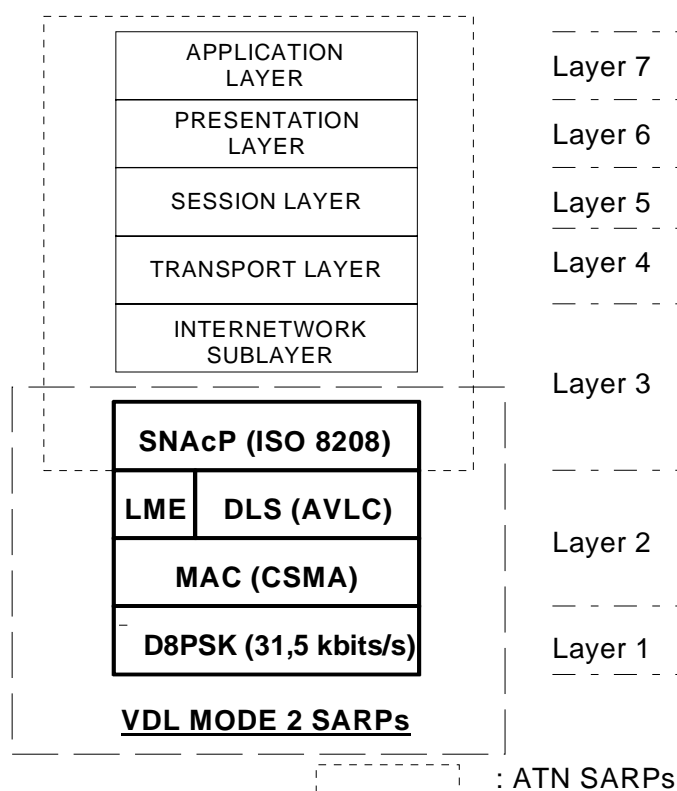 APPLICATION
LAYER
Layer 7
PRESENTATION
LAYER
Layer 6
SESSION LAYER
Layer 5
TRANSPORT LAYER
Layer 4
INTERNETWORK
SUBLAYER
Layer 3
SNAcP (ISO 8208)
LME
DLS (AVLC)
Layer 2
MAC (CSMA)
D8PSK (31,5 kbits/s)
Layer 1
VDL MODE 2 SARPs
: ATN SARPs